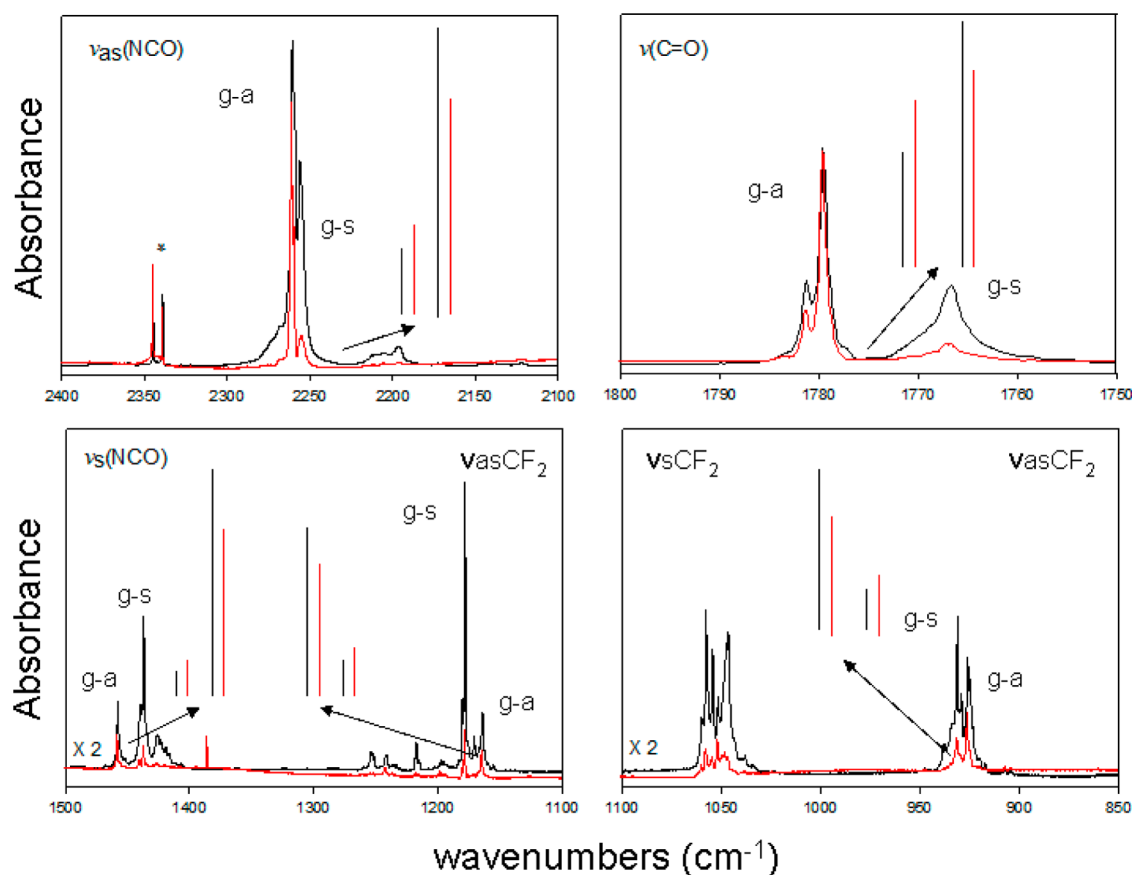 νas(NCO)
g-a
g-s
*
2400 2350 2300 2250 2200 2150 2100
ν(C=O)
g-a
g-s
1800 1790 1780 1770 1760 1750
Absorbance
νs(NCO)
νasCF2
g-s
g-s
g-a
g-a
X 2
1500 1400 1300 1200 1100
νsCF2
νasCF2
g-s
g-a
X 2
1100 1050 1000 950 900 850
Absorbance
wavenumbers (cm-1)